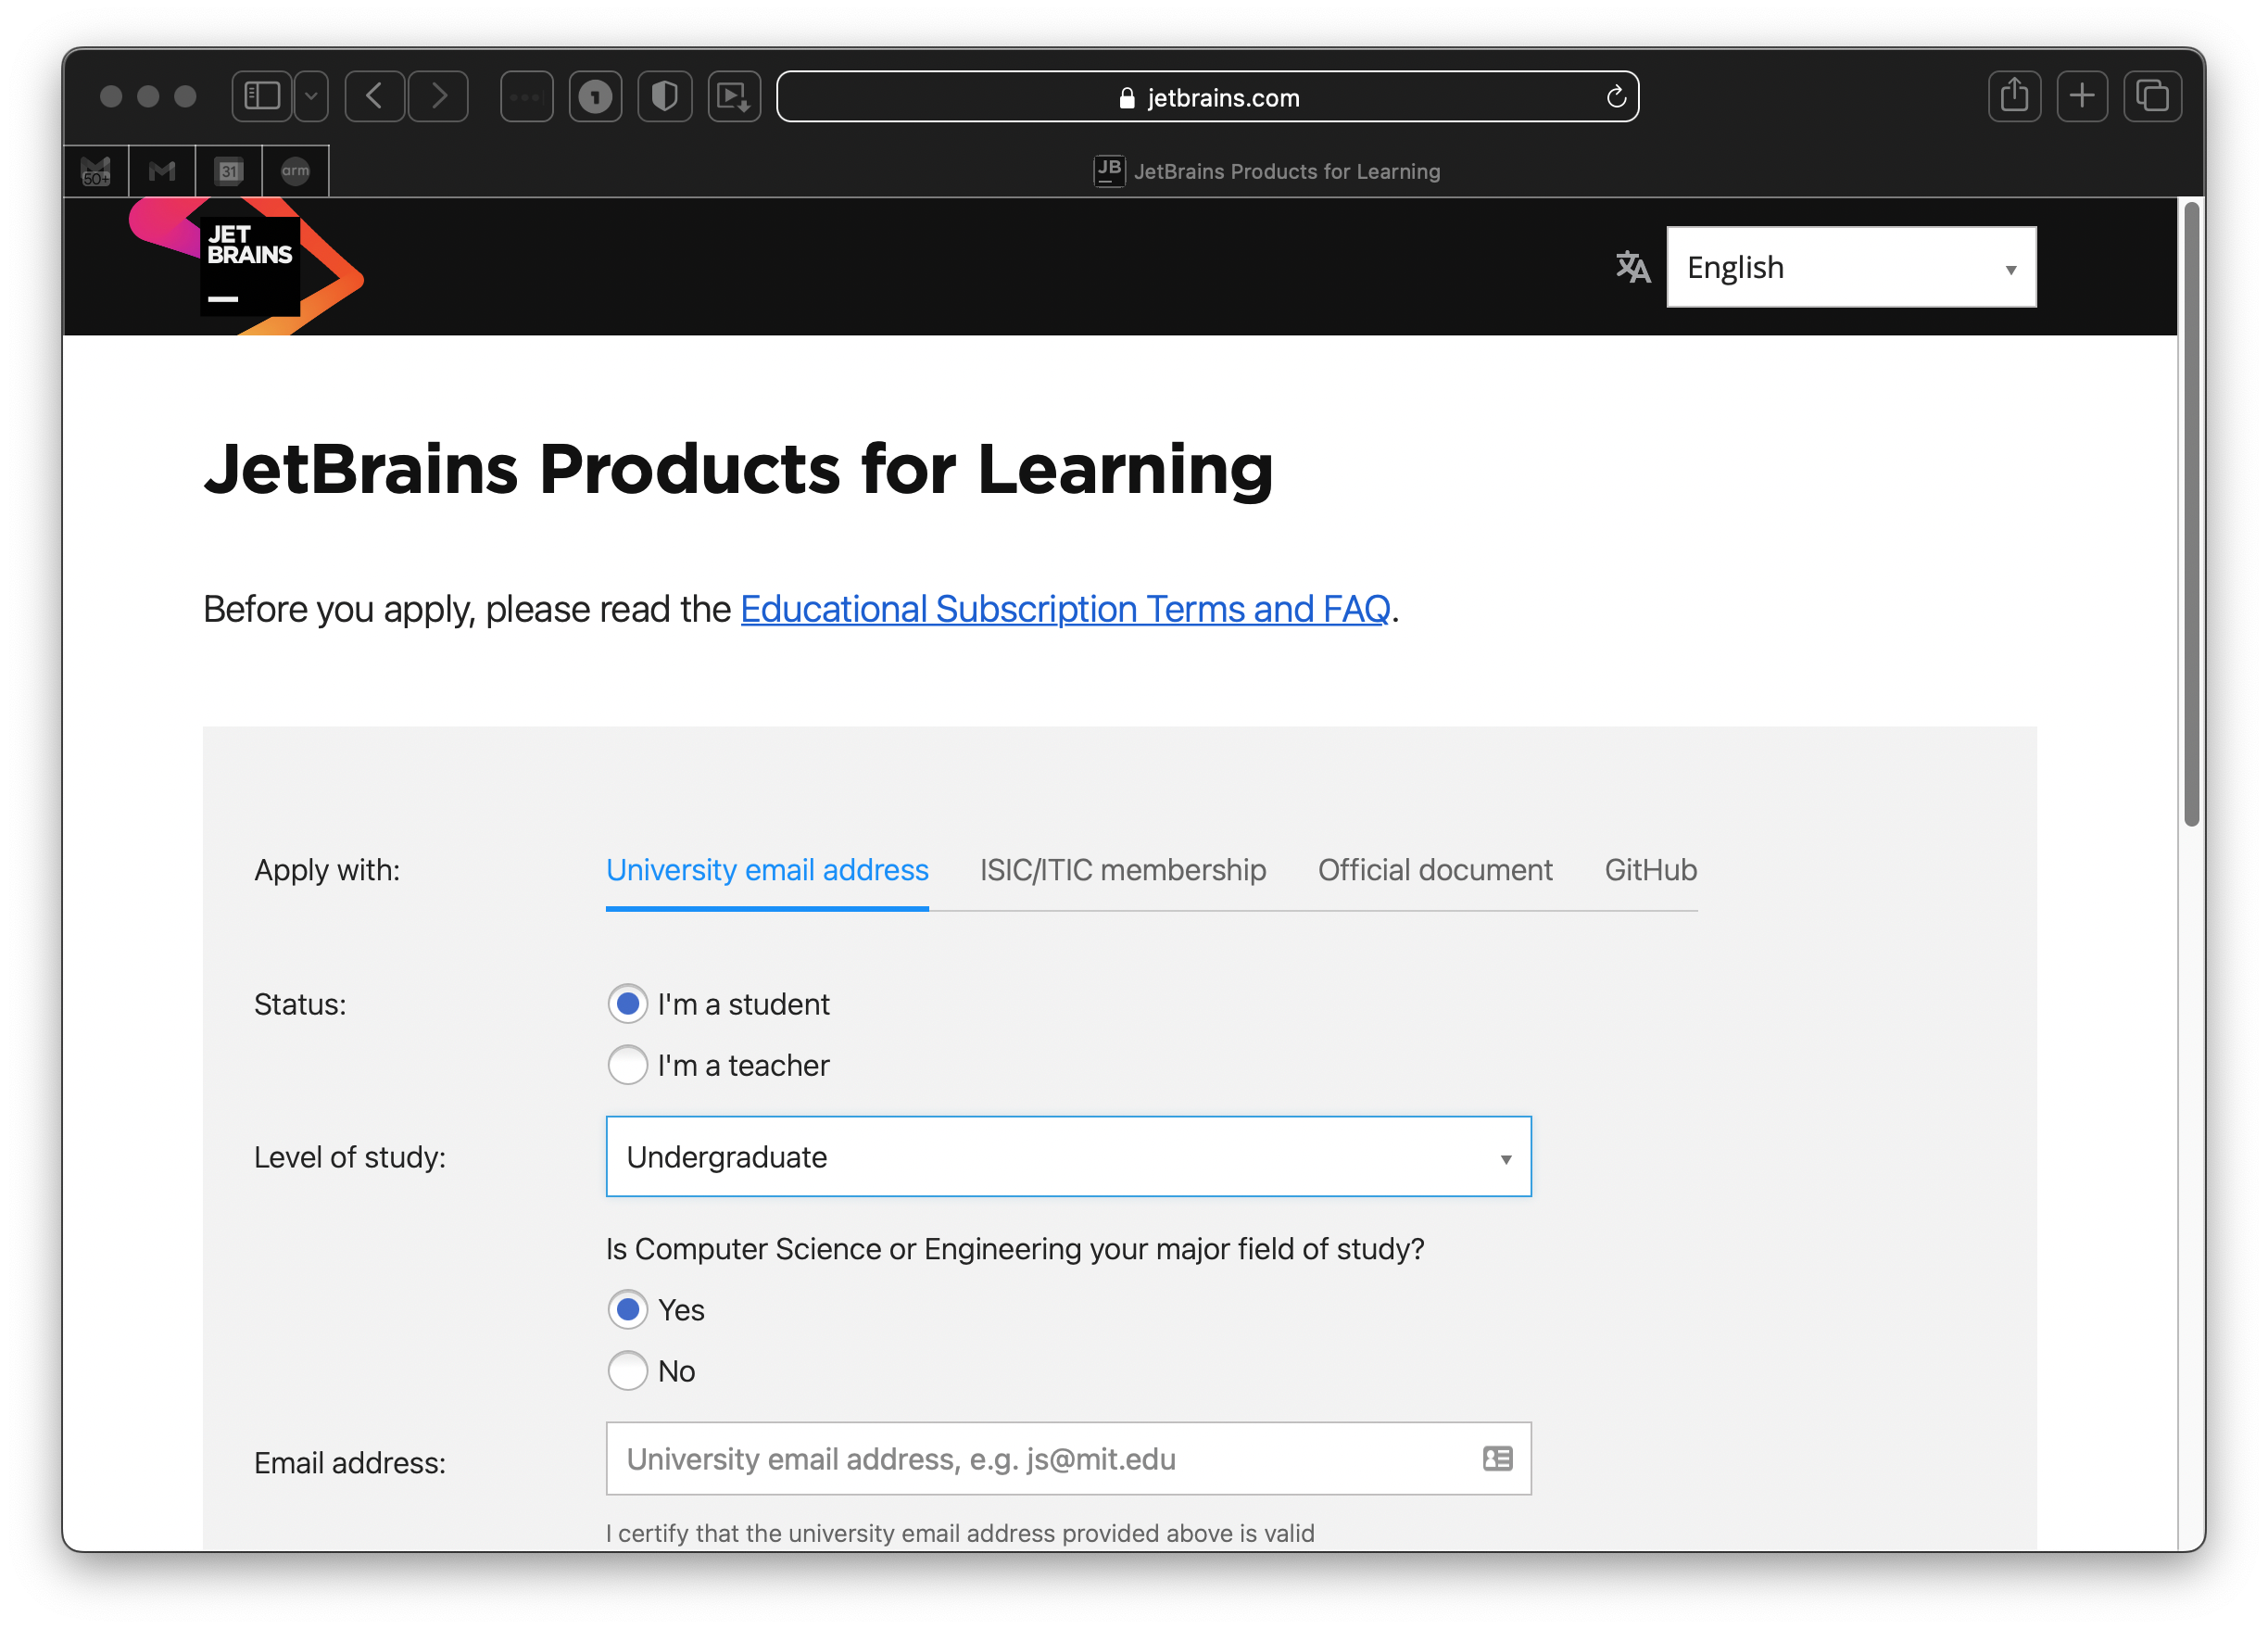 jetbrains.com
50+
31
arm
JB
JetBrains Products for Learning
JET
BRAINS
English
JetBrains Products for Learning
Before you apply, please read the Educational Subscription Terms and FAQ.
Apply with: University email address ISIC/ITIC membership Official document GitHub
Status: I'm a student
I'm a teacher
Level of study: Undergraduate
Is Computer Science or Engineering your major field of study?
Yes
No
Email address: University email address, e.g. js@mit.edu
I certify that the university email address provided above is valid